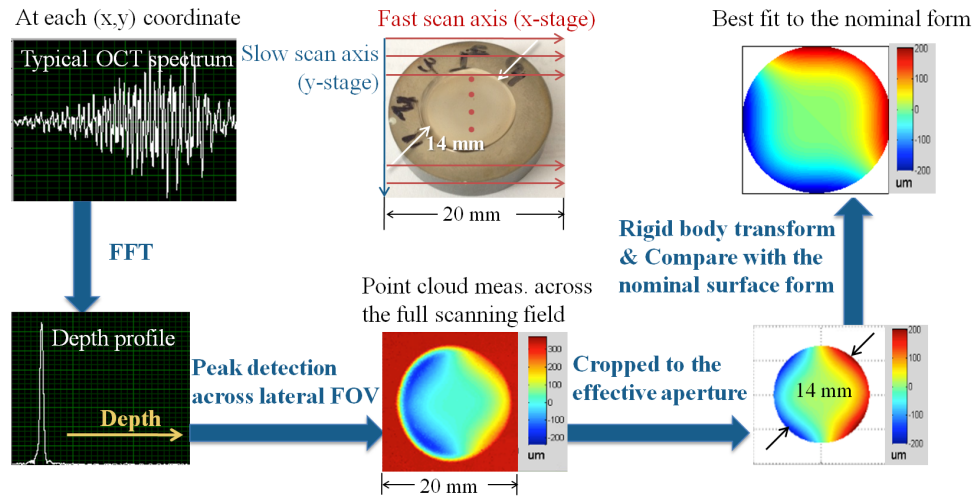 At each (x,y) coordinate
Typical OCT spectrum
Fast scan axis (x-stage)
Slow scan axis
(y-stage)
14 mm
20 mm
Best fit to the nominal form
200
100
0
-100
-200
um
FFT
Rigid body transform
& Compare with the
nominal surface form
Depth profile
Depth
Peak detection
across lateral FOV
Point cloud meas. across
the full scanning field
300
200
100
0
-100
-200
um
20 mm
Cropped to the
effective aperture
14 mm
200
100
0
-100
-200
um